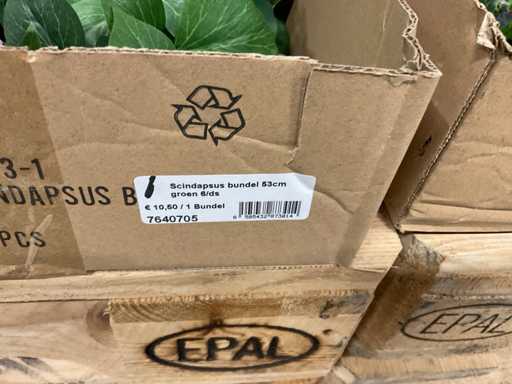 3-1
NDAPSUS B
PCS
Scindapsus bundel 53cm
groen 6/ds
€ 10,50 / 1 Bundel
7640705
EPAL
EPAL